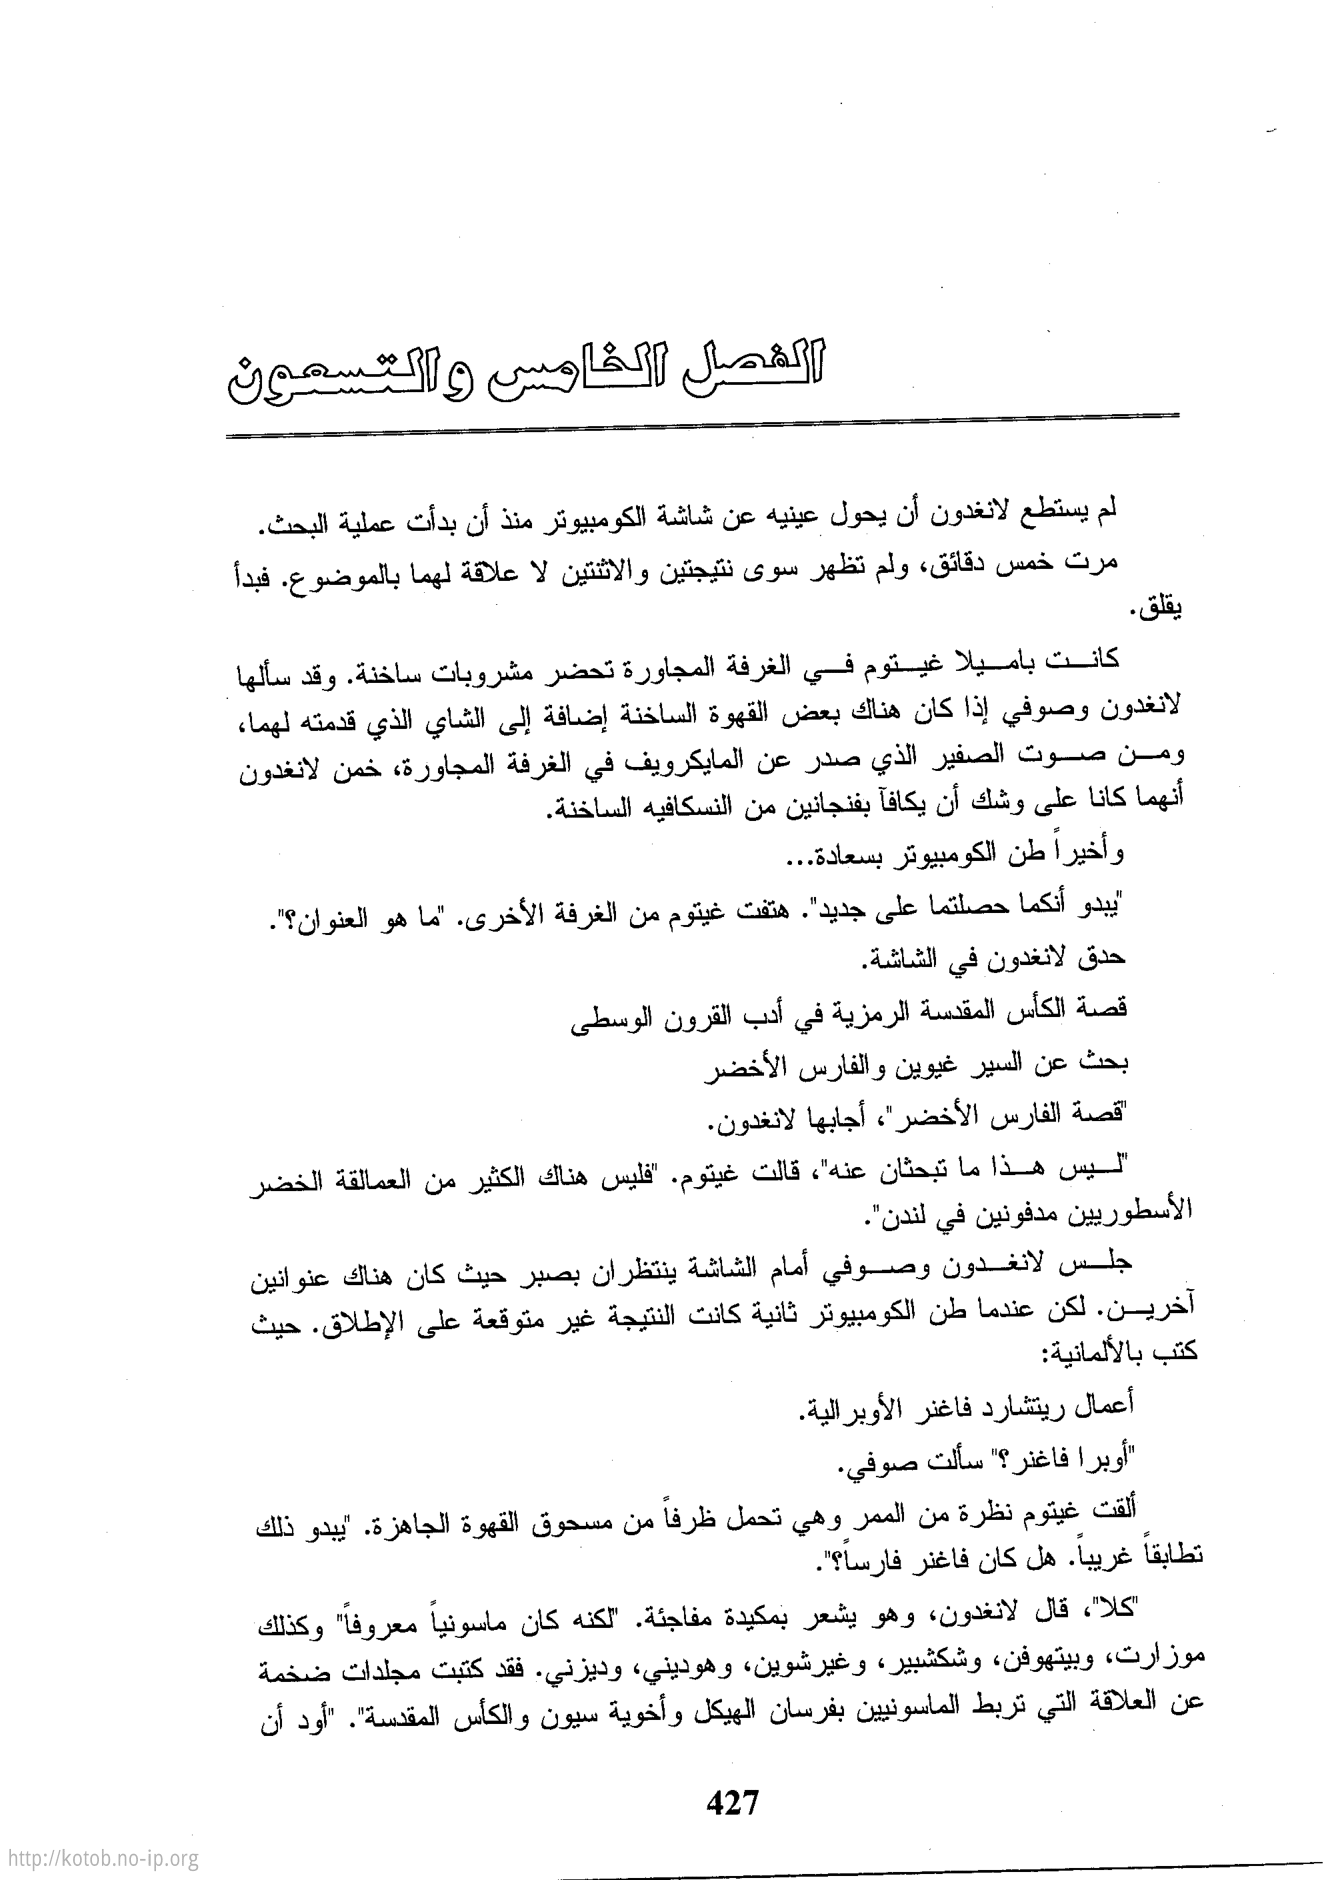 الفصل الخامس والتسعون
لم يستطع لانغدون أن يحول عينيه عن شاشة الكومبيوتر منذ أن بدأت عملية البحث.
مرت خمس دقائق، ولم تظهر سوى نتيجتين والاثنتين لا علاقة لهما بالموضوع. فبدأ
يقلق.
كانت باميلا غيتوم في الغرفة المجاورة تحضر مشروبات ساخنة. وقد سألها
لانغدون وصوفي إذا كان هناك بعض القهوة الساخنة إضافة إلى الشاي الذي قدمته لهما،
ومن صوت الصفير الذي صدر عن المايكرويف في الغرفة المجاورة، خمن لانغدون
أنهما كانا على وشك أن يكافآ بفنجانين من النسكافيه الساخنة.
وأخيراً طن الكومبيوتر بسعادة...
"يبدو أنكما حصلتما على جديد". هتفت غيتوم من الغرفة الأخرى. "ما هو العنوان؟".
حدق لانغدون في الشاشة.
قصة الكأس المقدسة الرمزية في أدب القرون الوسطى
بحث عن السير غيوين والفارس الأخضر
"قصة الفارس الأخضر"، أجابها لانغدون.
"ليس هذا ما تبحثان عنه"، قالت غيتوم. "فليس هناك الكثير من العمالقة الخضر
الأسطوريين مدفونين في لندن".
جلس لانغدون وصوفي أمام الشاشة ينتظران بصبر حيث كان هناك عنوانين
آخرين. لكن عندما طن الكومبيوتر ثانية كانت النتيجة غير متوقعة على الإطلاق. حيث
كتب بالألمانية:
أعمال ريتشارد فاغنر الأوبرالية.
"أوبرا فاغنر؟" سألت صوفي.
ألقت غيتوم نظرة من الممر وهي تحمل ظرفاً من مسحوق القهوة الجاهزة. "يبدو ذلك
تطابقاً غريباً. هل كان فاغنر فارساً؟".
"كلا"، قال لانغدون، وهو يشعر بمكيدة مفاجئة. "لكنه كان ماسونياً معروفاً" وكذلك
موزارت، وبيتهوفن، وشكشبير، وغيرشوين، وهوديني، وديزني. فقد كتبت مجلدات ضخمة
عن العلاقة التي تربط الماسونيين بفرسان الهيكل وأخوية سيون والكأس المقدسة". "أود أن
427
http://kotob.no-ip.org